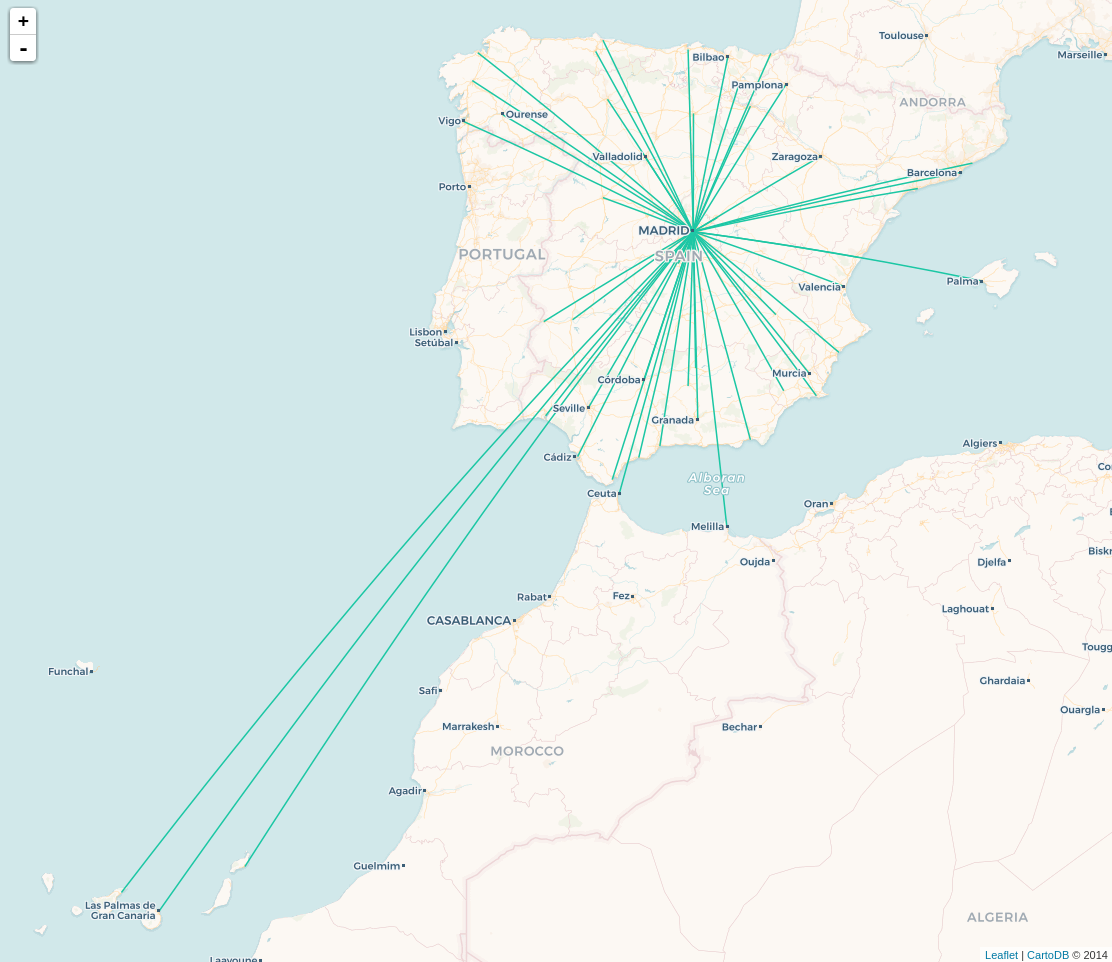 +
-
Toulouse
Marseille
Bilbao
Pamplona
ANDORRA
Vigo
Ourense
Valladolid
Zaragoza
Barcelona
Porto
MADRID
PORTUGAL
SPAIN
Palma
Valencia
Lisbon
Setúbal
Murcia
Córdoba
Seville
Granada
Algiers
Cádiz
Alboran
Sea
Ceuta
Oran
Melilla
Oujda
Djelfa
Biskr
Rabat
Fez
Laghouat
CASABLANCA
Tougg
Funchal
Ghardaia
Safi
Ouargla
Marrakesh
Bechar
MOROCCO
Agadir
Guelmim
Las Palmas de
Gran Canaria
ALGERIA
Laayoune
Leaflet | CartoDB © 2014